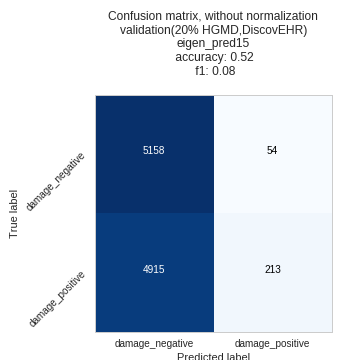 Confusion matrix, without normalization
validation(20% HGMD,DiscovEHR)
eigen_pred15
accuracy: 0.52
f1: 0.08
True label
damage_negative
5158
54
damage_positive
4915
213
damage_negative
damage_positive
Predicted label